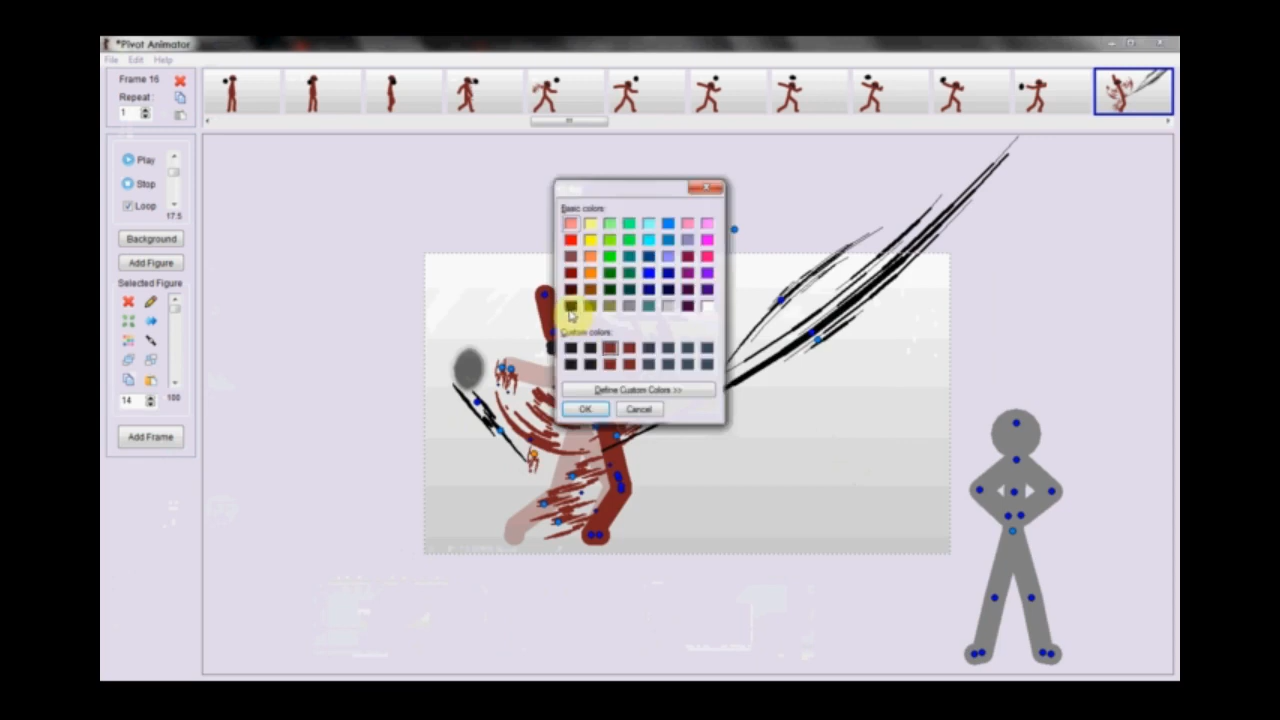 *Pivot Animator
File Edit Help
Frame 16
Repeat:
1
Play
Stop
Loop
17.5
Background
Add Figure
Selected Figure
14
100
Add Frame
Basic colors:
Custom colors:
Define Custom Colors >>
OK Cancel